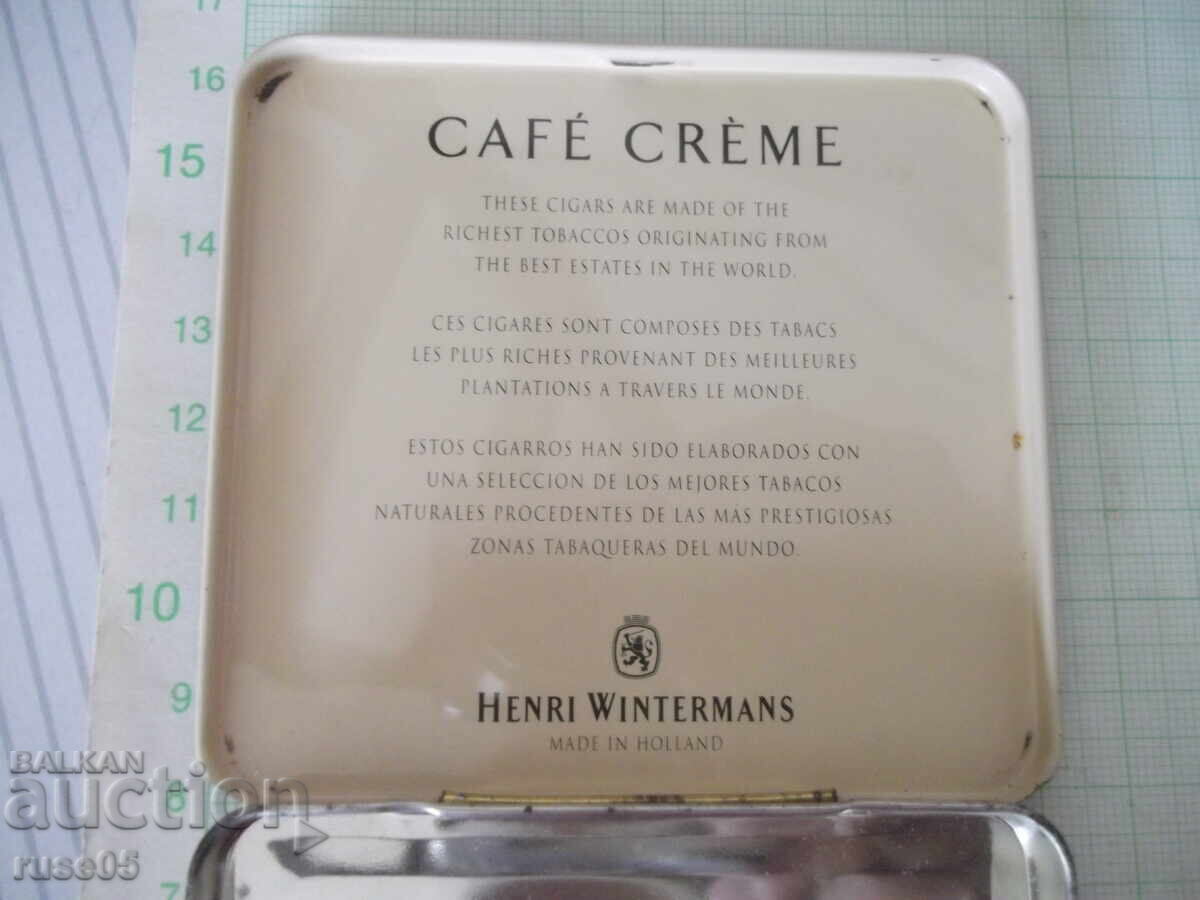 17
16
15
14
13
12
11
10
9
8
7
CAFÉ CRÈME
THESE CIGARS ARE MADE OF THE
RICHEST TOBACCOS ORIGINATING FROM
THE BEST ESTATES IN THE WORLD.
CES CIGARES SONT COMPOSES DES TABACS
LES PLUS RICHES PROVENANT DES MEILLEURES
PLANTATIONS A TRAVERS LE MONDE.
ESTOS CIGARROS HAN SIDO ELABORADOS CON
UNA SELECCION DE LOS MEJORES TABACOS
NATURALES PROCEDENTES DE LAS MAS PRESTIGIOSAS
ZONAS TABAQUERAS DEL MUNDO.
HENRI WINTERMANS
MADE IN HOLLAND
BALKAN
auction
ruse05